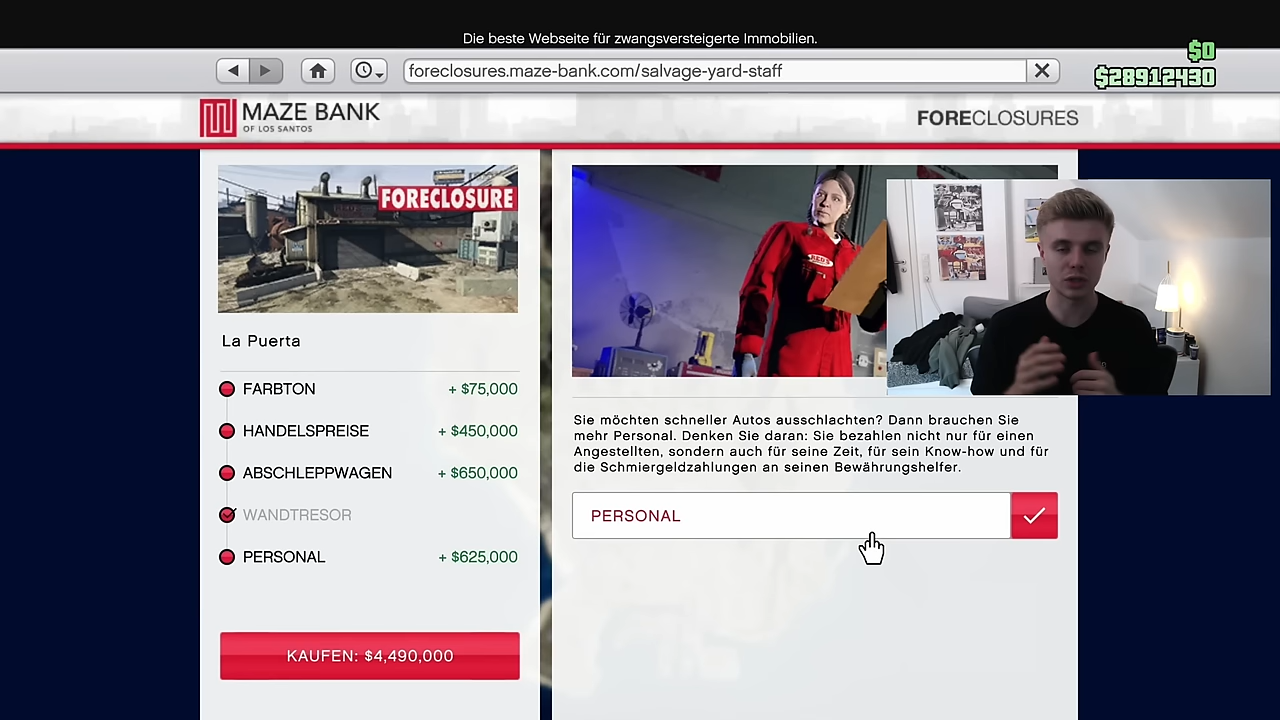 Die beste Webseite für zwangsversteigerte Immobilien.
$0
foreclosures.maze-bank.com/salvage-yard-staff
$28912430
MAZE BANK
OF LOS SANTOS
FORECLOSURES
FORECLOSURE
RED'S
La Puerta
FARBTON + $75,000
HANDELSPREISE + $450,000
ABSCHLEPPWAGEN + $650,000
WANDTRESOR
PERSONAL + $625,000
KAUFEN: $4,490,000
Sie möchten schneller Autos ausschlachten? Dann brauchen Sie
mehr Personal. Denken Sie daran: Sie bezahlen nicht nur für einen
Angestellten, sondern auch für seine Zeit, für sein Know-how und für
die Schmiergeldzahlungen an seinen Bewährungshelfer.
PERSONAL